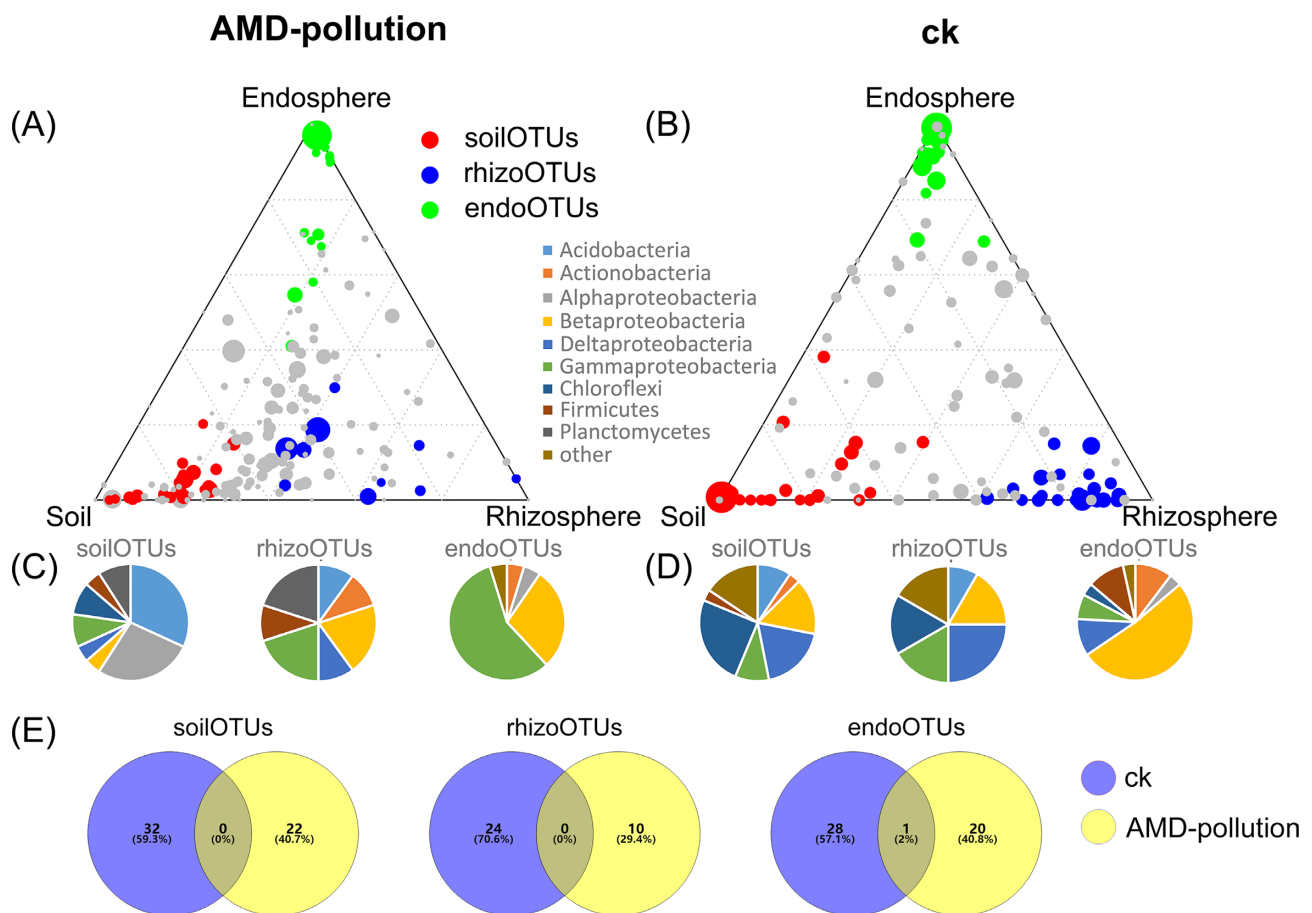 AMD-pollution
ck
(A)
Endosphere
soilOTUs
rhizoOTUs
endoOTUs
(B)
Endosphere
Acidobacteria
Actionobacteria
Alphaproteobacteria
Betaproteobacteria
Deltaproteobacteria
Gammaproteobacteria
Chloroflexi
Firmicutes
Planctomycetes
other
Soil
Rhizosphere
Soil
Rhizosphere
(C)
soilOTUs
rhizoOTUs
endoOTUs
(D)
soilOTUs
rhizoOTUs
endoOTUs
(E)
soilOTUs
rhizoOTUs
endoOTUs
32
(59.3%)
0
(0%)
22
(40.7%)
24
(70.6%)
0
(0%)
10
(29.4%)
28
(57.1%)
1
(2%)
20
(40.8%)
ck
AMD-pollution